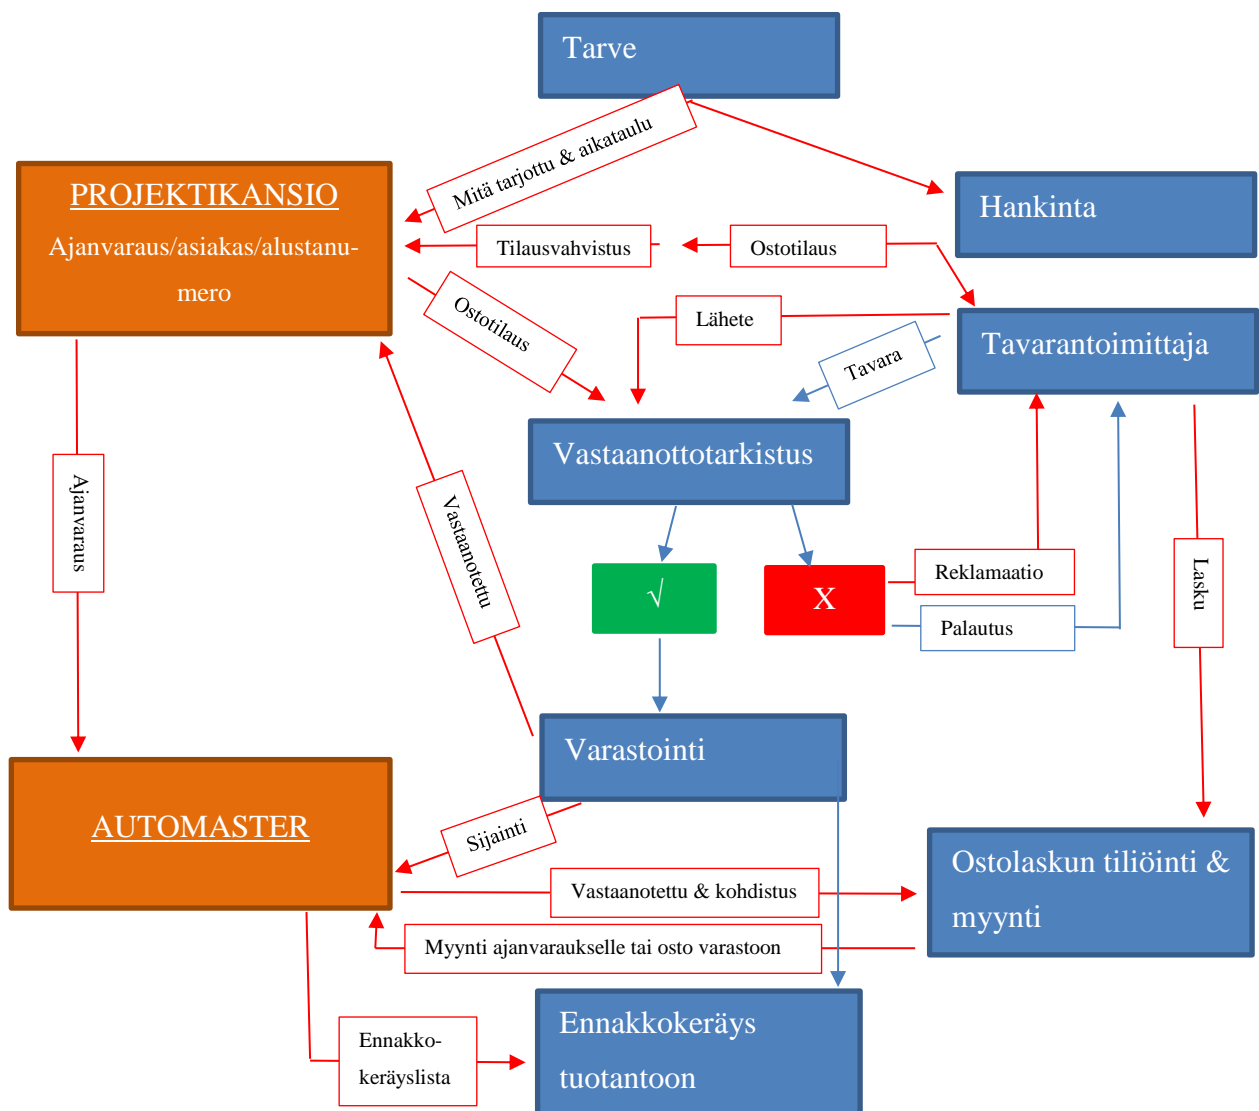 Tarve
Mitä tarjottu & aikataulu
PROJEKTIKANSIO
Ajanvaraus/asiakas/alustanu-
mero
Hankinta
Tilausvahvistus
Ostotilaus
Ostotilaus
Lähete
Tavarantoimittaja
Tavara
Vastaanottotarkistus
Ajanvaraus
Vastaanotettu
√
X
Reklamaatio
Palautus
Lasku
Varastointi
AUTOMASTER
Sijainti
Ostolaskun tiliöinti &
myynti
Vastaanotettu & kohdistus
Myynti ajanvaraukselle tai osto varastoon
Ennakkokeräys
tuotantoon
Ennakko-
keräyslista